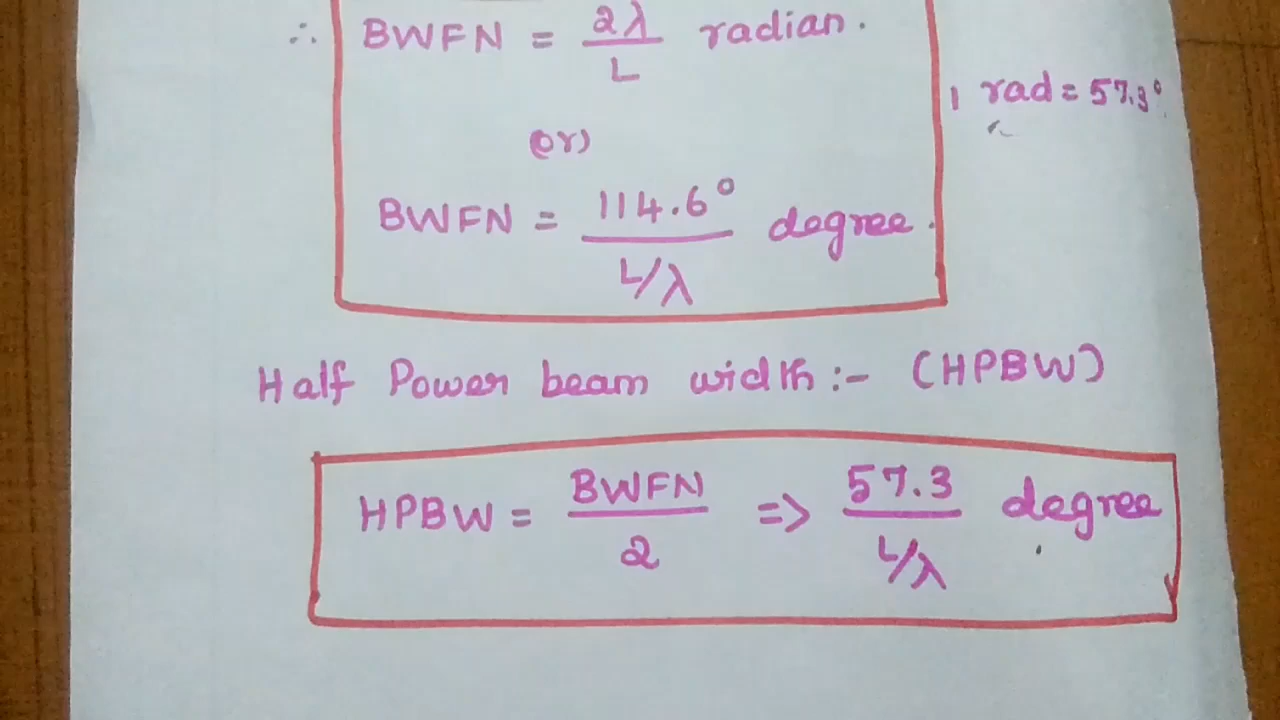 ∴ BWFN = 2λ/L radian.
1 rad = 57.3°
(or)
BWFN = 114.6°/L/λ degree.
Half Power beam width :- (HPBW)
HPBW = BWFN/2 => 57.3/L/λ degree